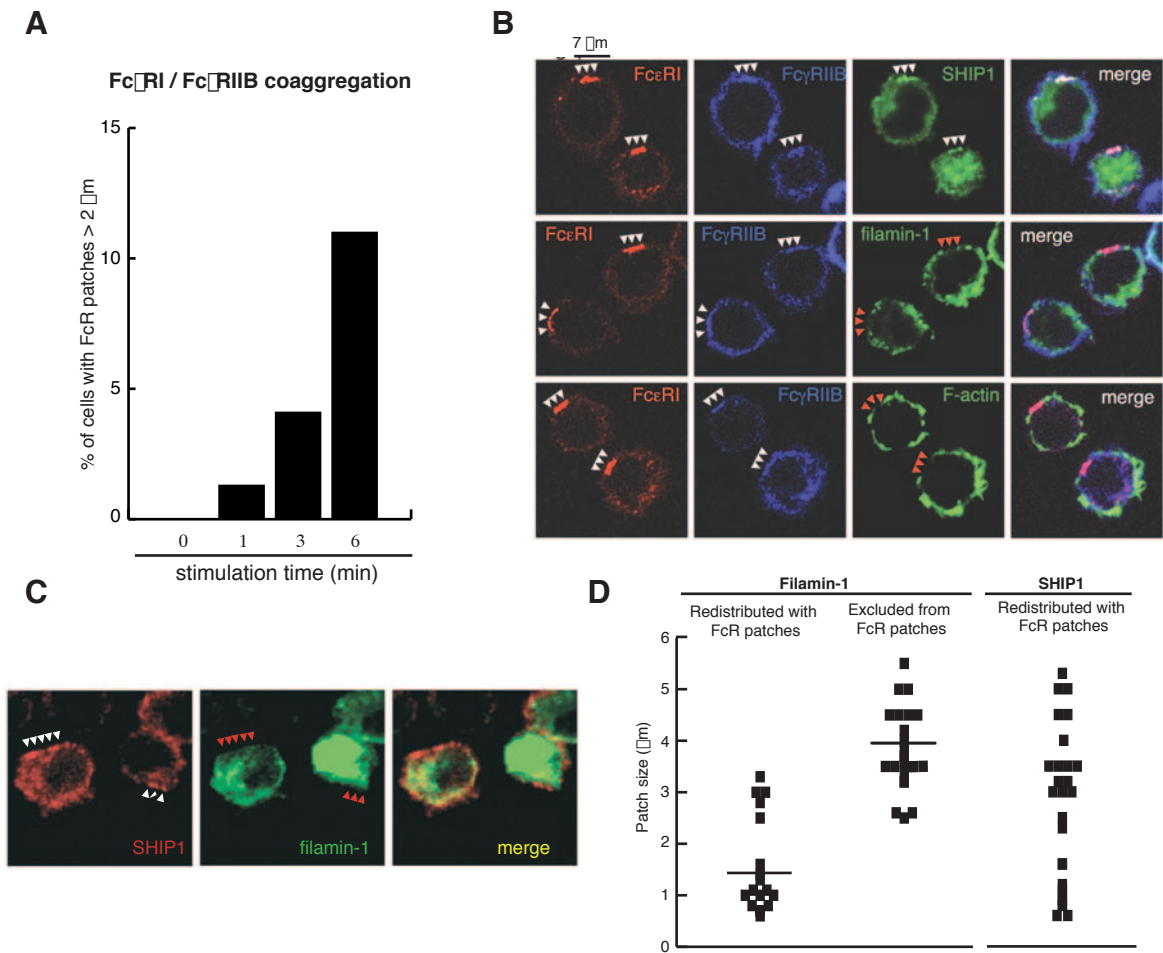 A
Fc▯RI / Fc▯RIIB coaggregation
% of cells with FcR patches > 2 ▯m
15
10
5
0
0 1 3 6
stimulation time (min)
B
7 ▯m
FcεRI FcγRIIB SHIP1 merge
FcεRI FcγRIIB filamin-1 merge
FcεRI FcγRIIB F-actin merge
C
SHIP1 filamin-1 merge
D
Filamin-1 SHIP1
Redistributed with FcR patches
Excluded from FcR patches
Redistributed with FcR patches
Patch size (▯m)
6
5
4
3
2
1
0